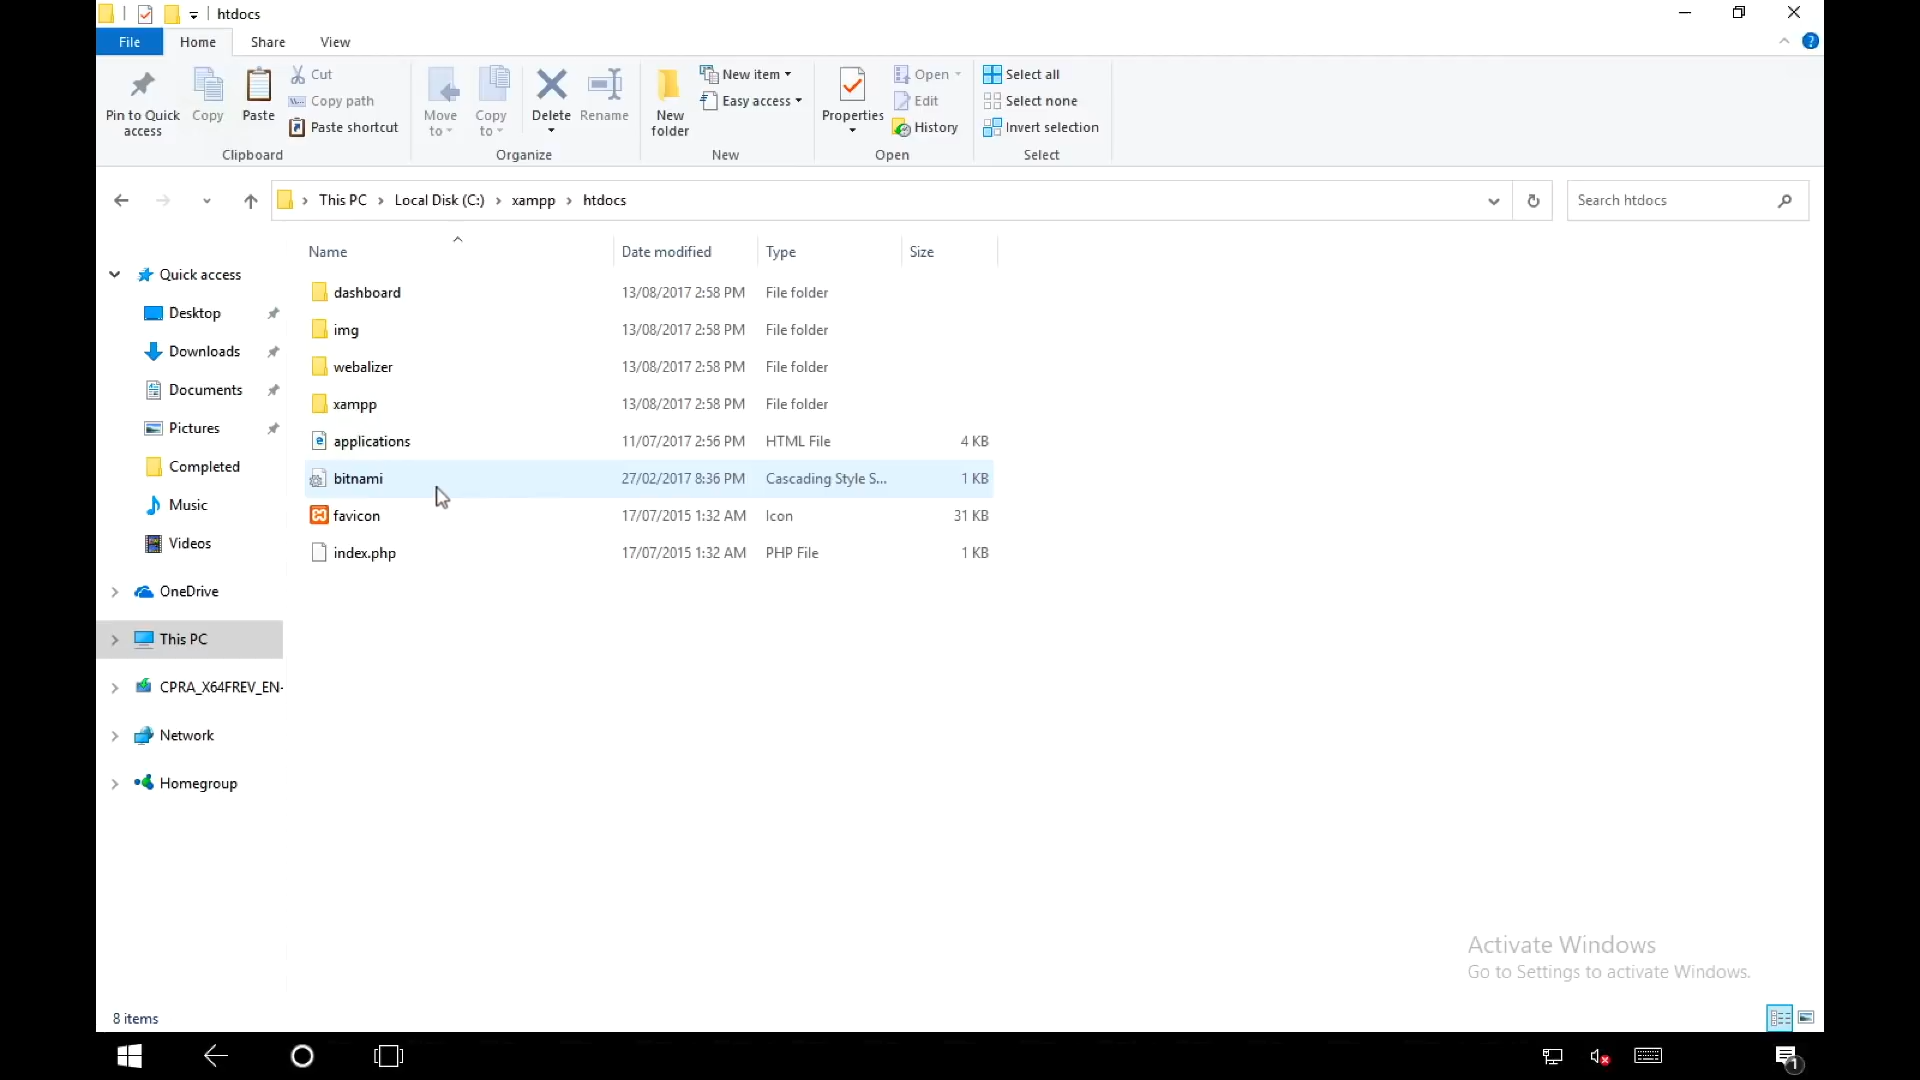 htdocs
File Home Share View
Pin to Quick access
Copy
Paste
Cut
Copy path
Paste shortcut
Clipboard
Move to
Copy to
Delete
Rename
Organize
New folder
New item
Easy access
New
Properties
Open
Edit
History
Open
Select all
Select none
Invert selection
Select
This PC Local Disk (C:) xampp htdocs
Search htdocs
Name Date modified Type Size
dashboard 13/08/2017 2:58 PM File folder
img 13/08/2017 2:58 PM File folder
webalizer 13/08/2017 2:58 PM File folder
xampp 13/08/2017 2:58 PM File folder
applications 11/07/2017 2:56 PM HTML File 4 KB
bitnami 27/02/2017 8:36 PM Cascading Style S... 1 KB
favicon 17/07/2015 1:32 AM Icon 31 KB
index.php 17/07/2015 1:32 AM PHP File 1 KB
Quick access
Desktop
Downloads
Documents
Pictures
Completed
Music
Videos
OneDrive
This PC
CPRA_X64FREV_EN-
Network
Homegroup
Activate Windows
Go to Settings to activate Windows.
8 items
1